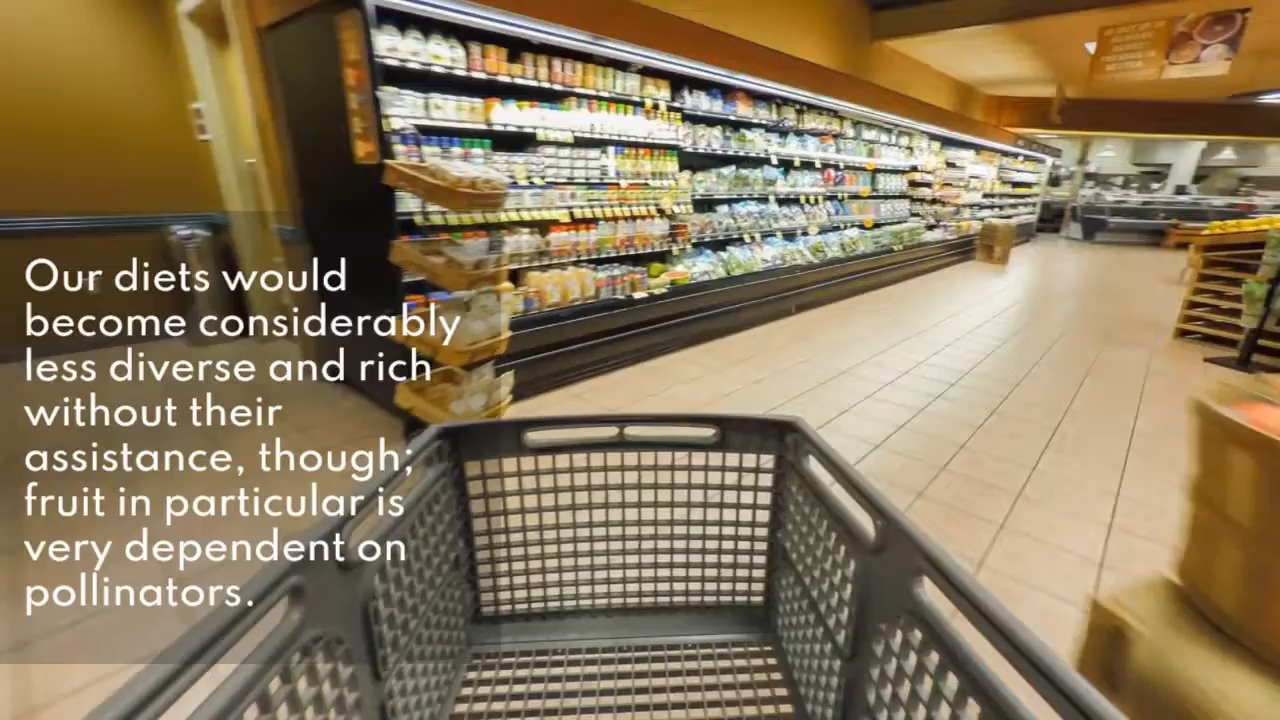 Our diets would
become considerably
less diverse and rich
without their
assistance, though;
fruit in particular is
very dependent on
pollinators.